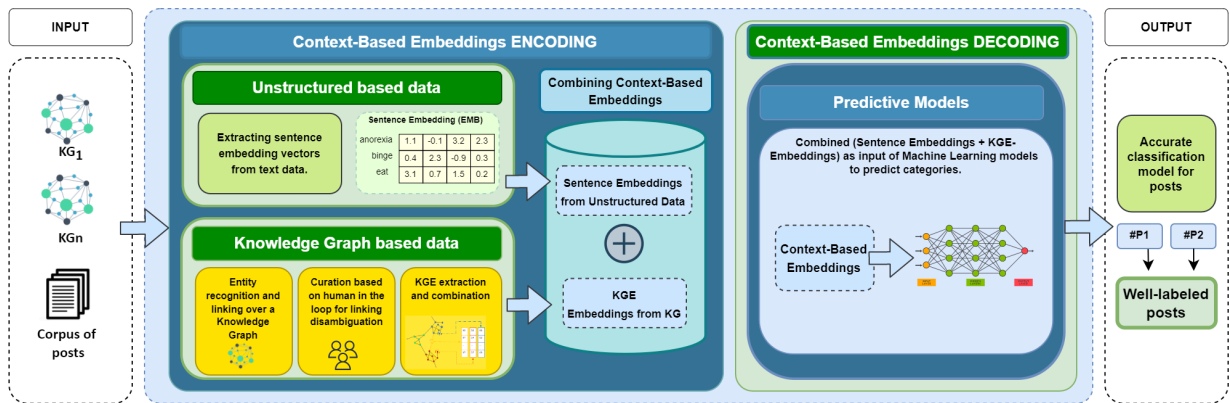 INPUT
KG1
KGn
Corpus of
posts
Context-Based Embeddings ENCODING
Unstructured based data
Extracting sentence
embedding vectors
from text data.
Sentence Embedding (EMB)
anorexia 1.1 -0.1 3.2 2.3
binge 0.4 2.3 -0.9 0.3
eat 3.1 0.7 1.5 0.2
Knowledge Graph based data
Entity
recognition and
linking over a
Knowledge
Graph
Curation based
on human in the
loop for linking
disambiguation
KGE extraction
and combination
Combining Context-Based
Embeddings
Sentence Embeddings
from Unstructured Data
KGE
Embeddings from KG
Context-Based Embeddings DECODING
Predictive Models
Combined (Sentence Embeddings + KGE-
Embeddings) as input of Machine Learning models
to predict categories.
Context-Based
Embeddings
OUTPUT
Accurate
classification
model for
posts
#P1
#P2
Well-labeled
posts